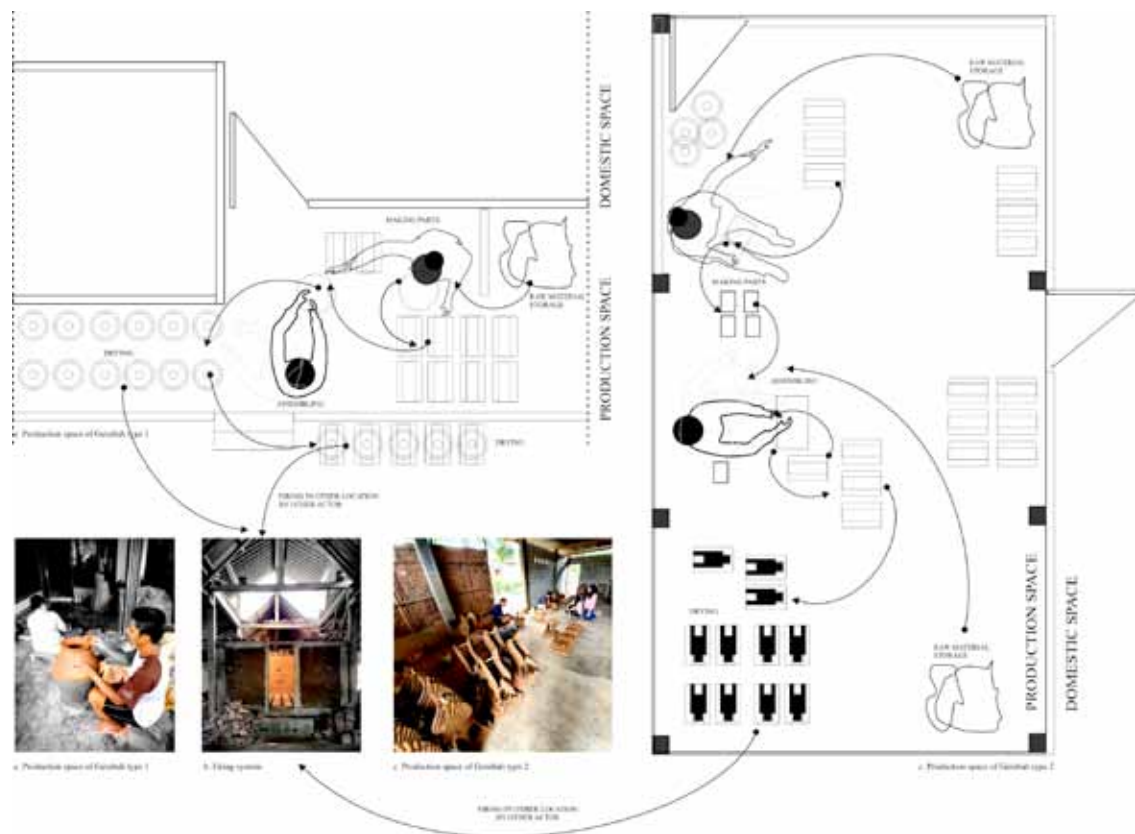 RAW MATERIAL
STORAGE
DOMESTIC SPACE
MAKING PARTS
RAW MATERIAL
STORAGE
PRODUCTION SPACE
DRYING
ASSEMBLING
a. Production space of Gerabah type 1
DRYING
FIRING IN OTHER LOCATION
BY OTHER ACTOR
MAKING PARTS
ASSEMBLING
DRYING
RAW MATERIAL
STORAGE
PRODUCTION SPACE
DOMESTIC SPACE
a. Production space of Gerabah type 1
b. Firing system
c. Production space of Gerabah type 2
c. Production space of Gerabah type 2
FIRING IN OTHER LOCATION
BY OTHER ACTOR